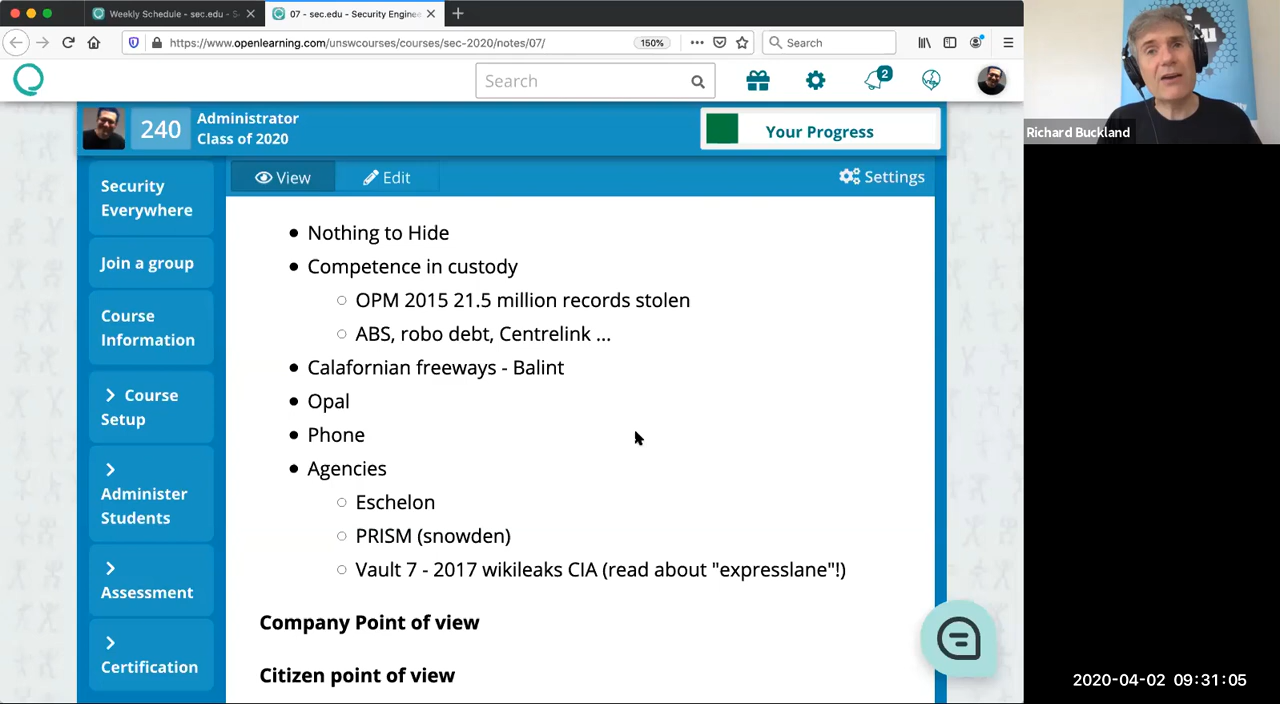 Weekly Schedule - sec.edu - S
07 - sec.edu - Security Engine
https://www.openlearning.com/unswcourses/courses/sec-2020/notes/07/
150%
Search
Search
2
240
Administrator
Class of 2020
Your Progress
View
Edit
Settings
Security
Everywhere
Join a group
Course
Information
Course
Setup
Administer
Students
Assessment
Certification
Nothing to Hide
Competence in custody
OPM 2015 21.5 million records stolen
ABS, robo debt, Centrelink ...
Calafornian freeways - Balint
Opal
Phone
Agencies
Eschelon
PRISM (snowden)
Vault 7 - 2017 wikileaks CIA (read about "expresslane"!)
Company Point of view
Citizen point of view
Richard Buckland
2020-04-02 09:31:05